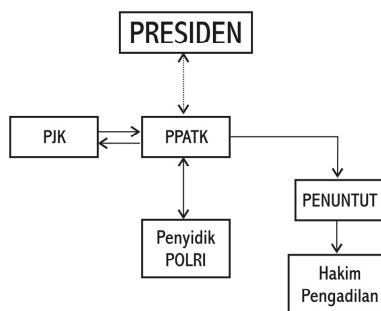 PRESIDEN
PJK
PPATK
PENUNTUT
Penyidik
POLRI
Hakim
Pengadilan